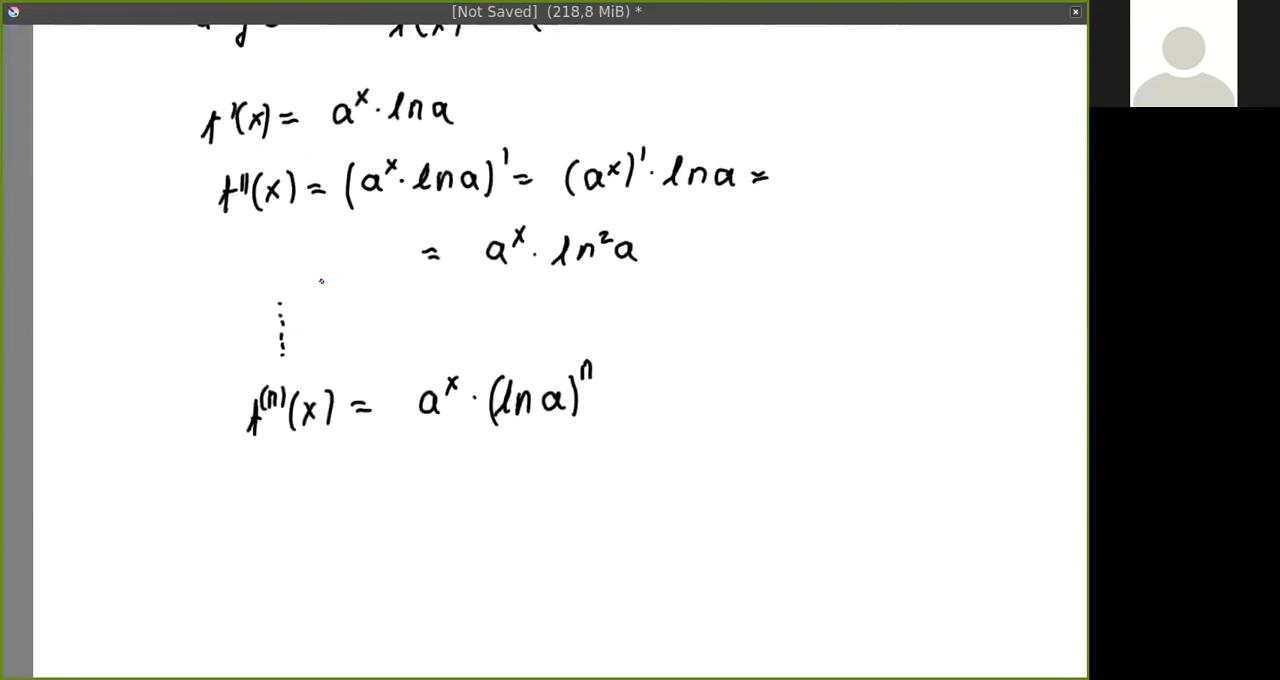 [Not Saved] (218,8 MiB) *
f'(x) = a^x · ln a
f''(x) = (a^x · ln a)' = (a^x)' · ln a =
= a^x · ln²a
⋮
f^(n)(x) = a^x · (ln a)^n